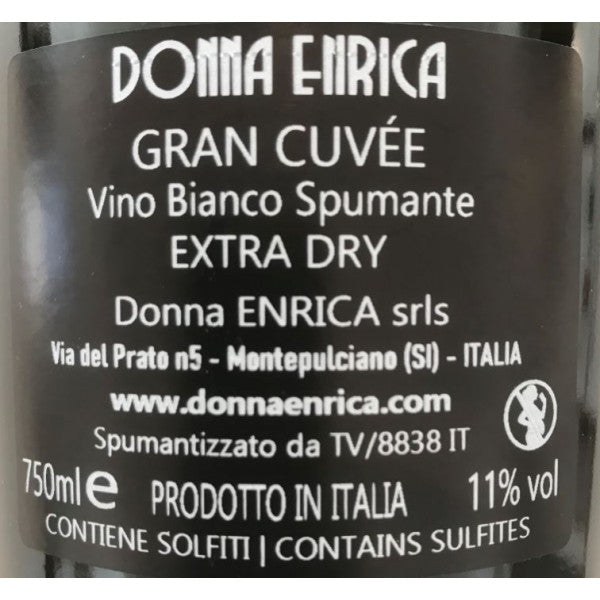 DONNA ENRICA
GRAN CUVÉE
Vino Bianco Spumante
EXTRA DRY
Donna ENRICA srls
Via del Prato n5 - Montepulciano (SI) - ITALIA
www.donnaenrica.com
Spumantizzato da TV/8838 IT
750ml e PRODOTTO IN ITALIA 11% vol
CONTIENE SOLFITI | CONTAINS SULFITES